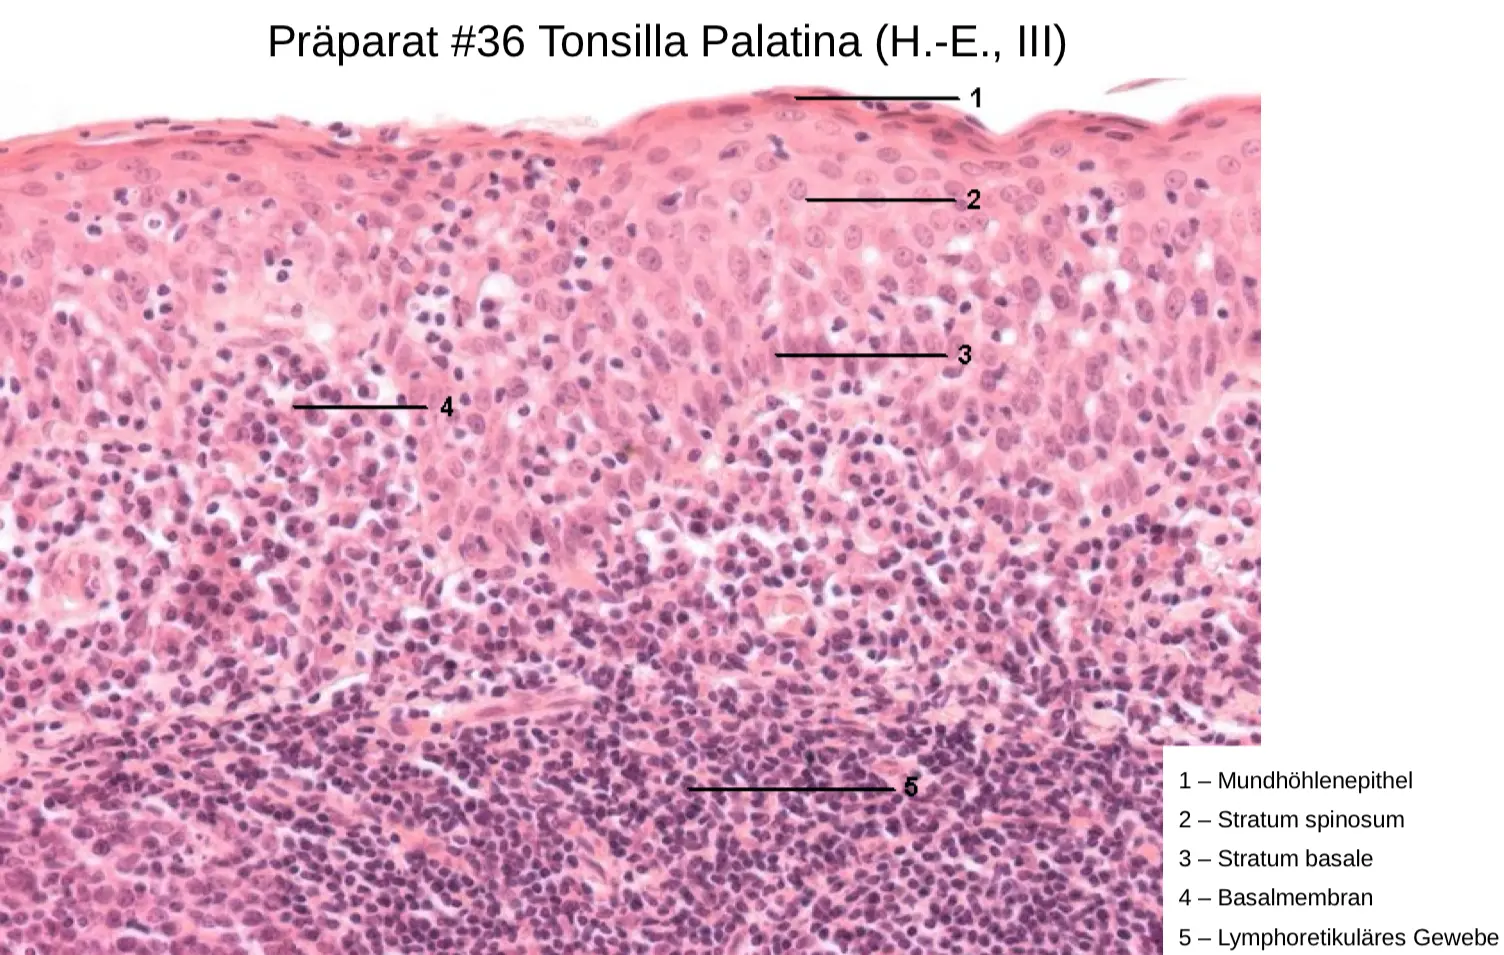 Präparat #36 Tonsilla Palatina (H.-E., III)
1
2
3
4
5
1 – Mundhöhlenepithel
2 – Stratum spinosum
3 – Stratum basale
4 – Basalmembran
5 – Lymphoretikuläres Gewebe